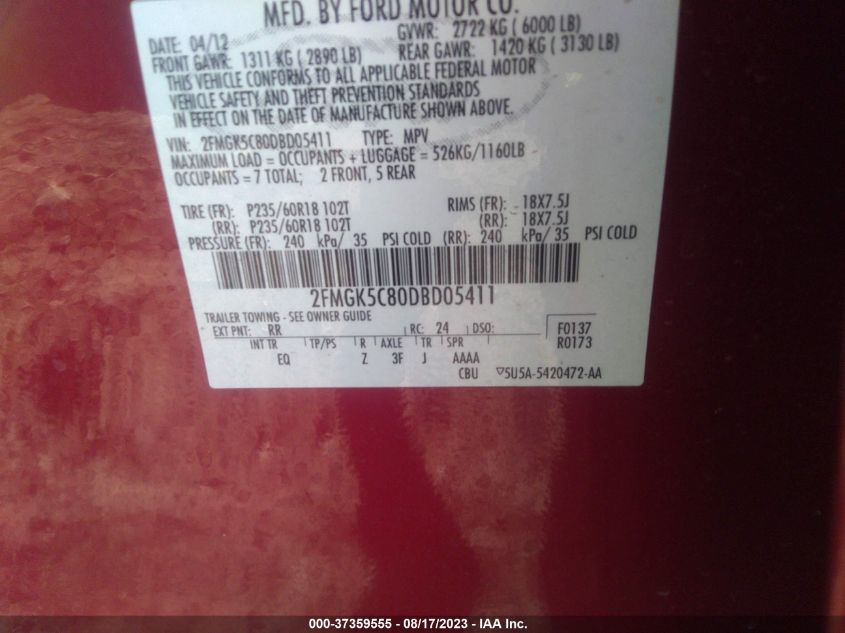 MFD. BY FORD MOTOR CO.
DATE: 04/12 GVWR: 2722 KG ( 6000 LB)
FRONT GAWR: 1311 KG ( 2890 LB) REAR GAWR: 1420 KG ( 3130 LB)
THIS VEHICLE CONFORMS TO ALL APPLICABLE FEDERAL MOTOR
VEHICLE SAFETY AND THEFT PREVENTION STANDARDS
IN EFFECT ON THE DATE OF MANUFACTURE SHOWN ABOVE.
VIN: 2FMGK5C80DBD05411 TYPE: MPV
MAXIMUM LOAD = OCCUPANTS + LUGGAGE = 526KG/1160LB
OCCUPANTS = 7 TOTAL; 2 FRONT, 5 REAR
TIRE (FR): P235/60R18 102T RIMS (FR): 18X7.5J
(RR): P235/60R18 102T (RR): 18X7.5J
PRESSURE (FR): 240 kPa/ 35 PSI COLD (RR): 240 kPa/ 35 PSI COLD
2FMGK5C80DBD05411
TRAILER TOWING - SEE OWNER GUIDE
EXT PNT: RR RC: 24 DSO: F0137
INT TR TP/PS R AXLE TR SPR R0173
EQ Z 3F J AAAA
CBU ▽5U5A-5420472-AA
000-37359555 - 08/17/2023 - IAA Inc.